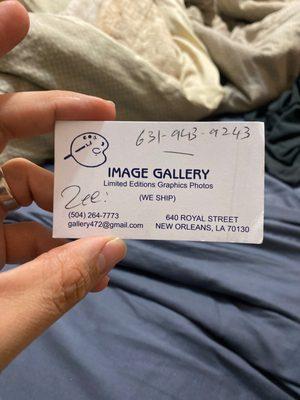 631-943-9243
IMAGE GALLERY
Limited Editions Graphics Photos
(WE SHIP)
Zee:
(504) 264-7773
gallery472@gmail.com
640 ROYAL STREET
NEW ORLEANS, LA 70130